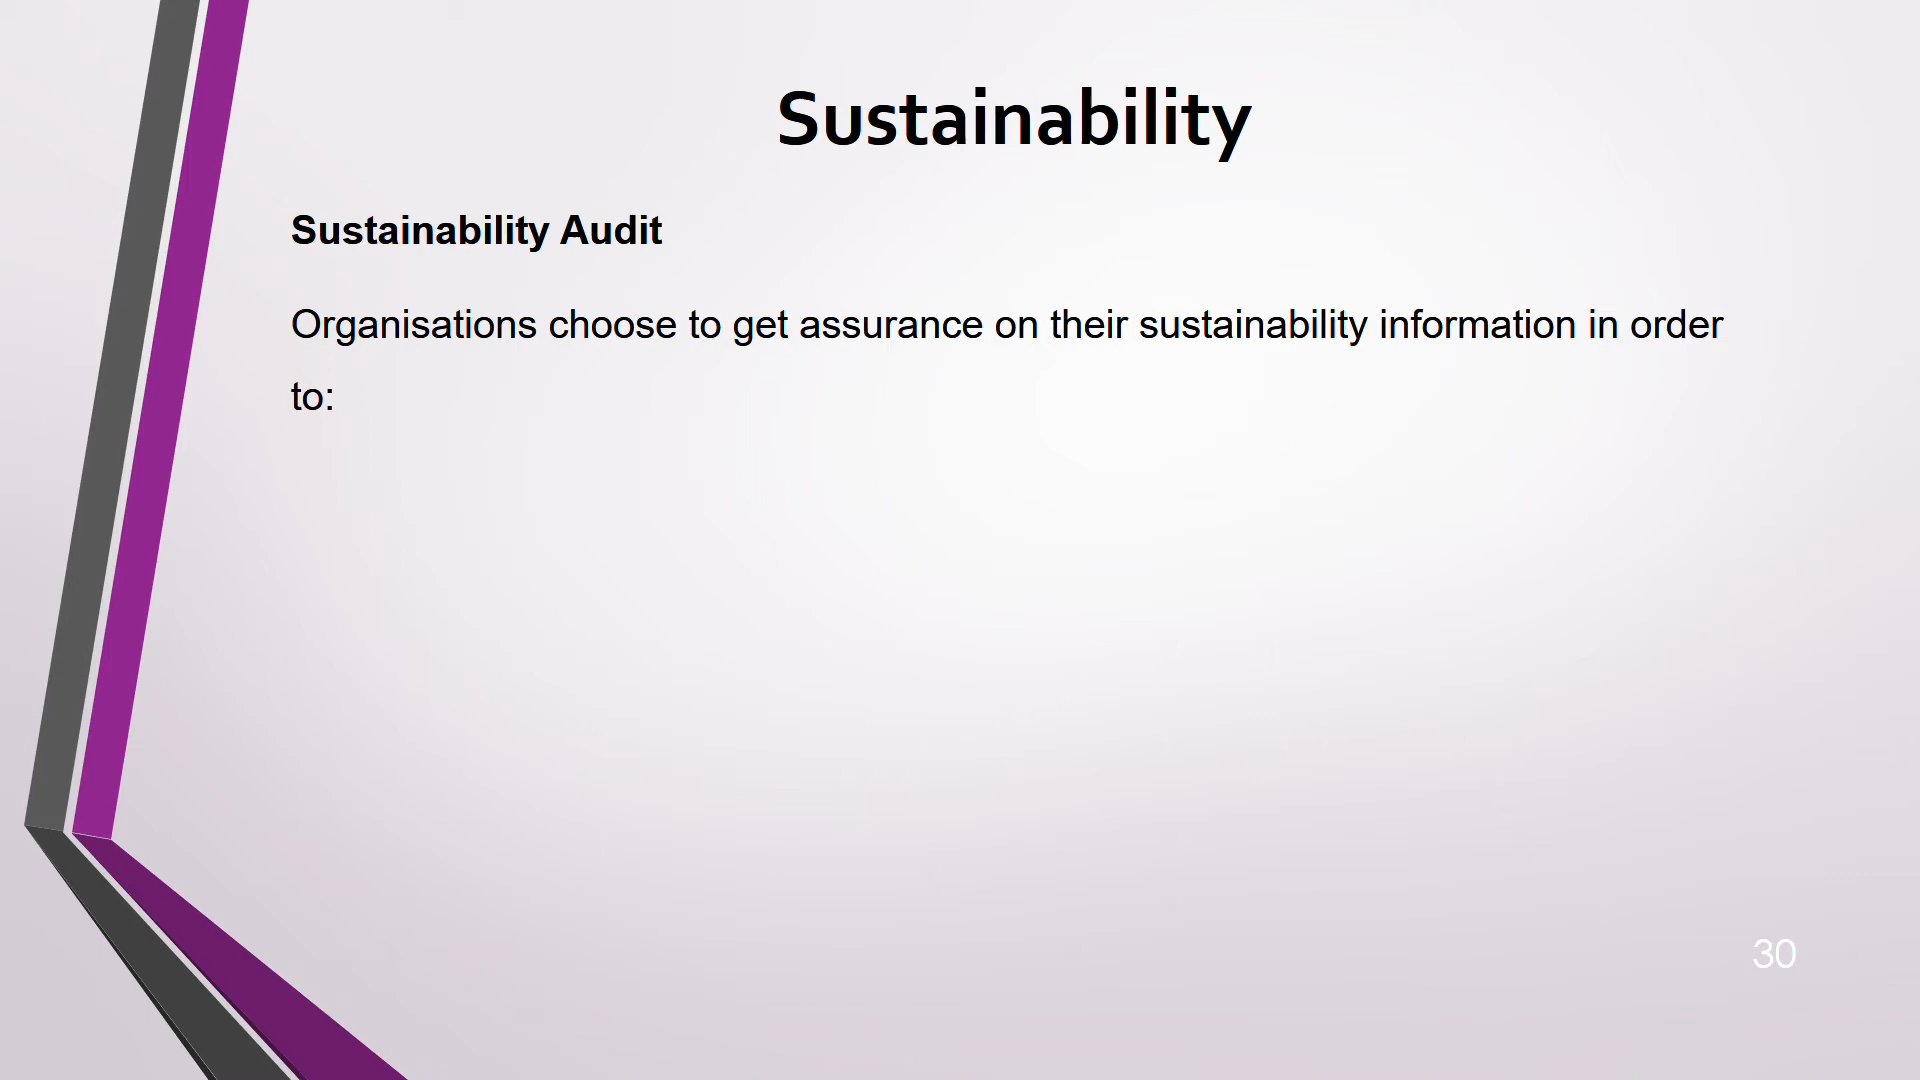 Sustainability
Sustainability Audit
Organisations choose to get assurance on their sustainability information in order
to:
30